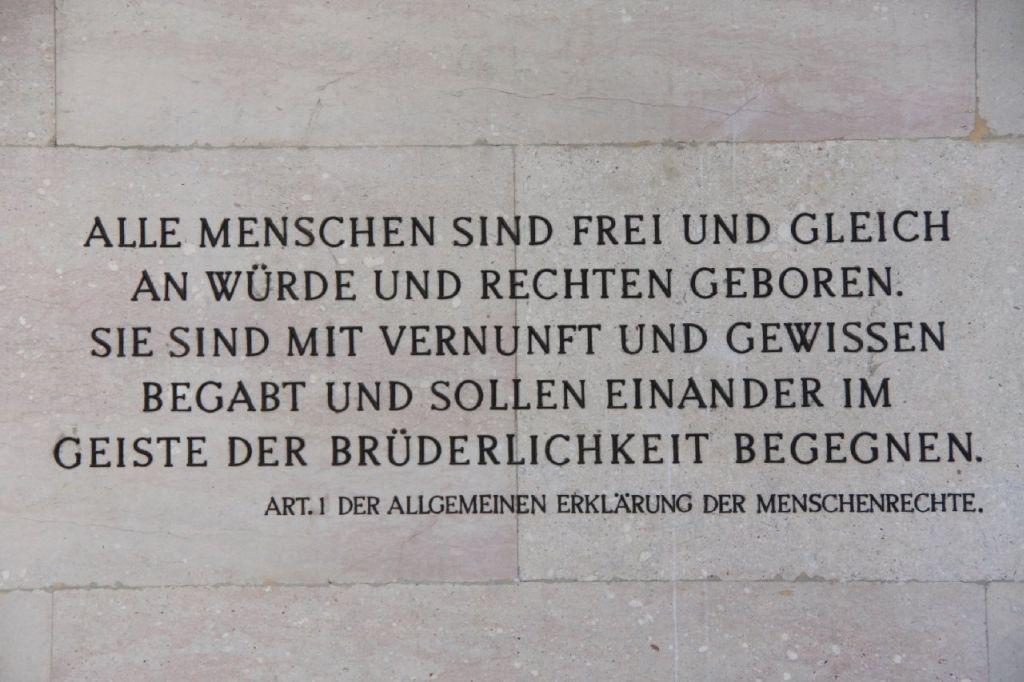 ALLE MENSCHEN SIND FREI UND GLEICH
AN WÜRDE UND RECHTEN GEBOREN.
SIE SIND MIT VERNUNFT UND GEWISSEN
BEGABT UND SOLLEN EINANDER IM
GEISTE DER BRÜDERLICHKEIT BEGEGNEN.
ART. 1 DER ALLGEMEINEN ERKLÄRUNG DER MENSCHENRECHTE.